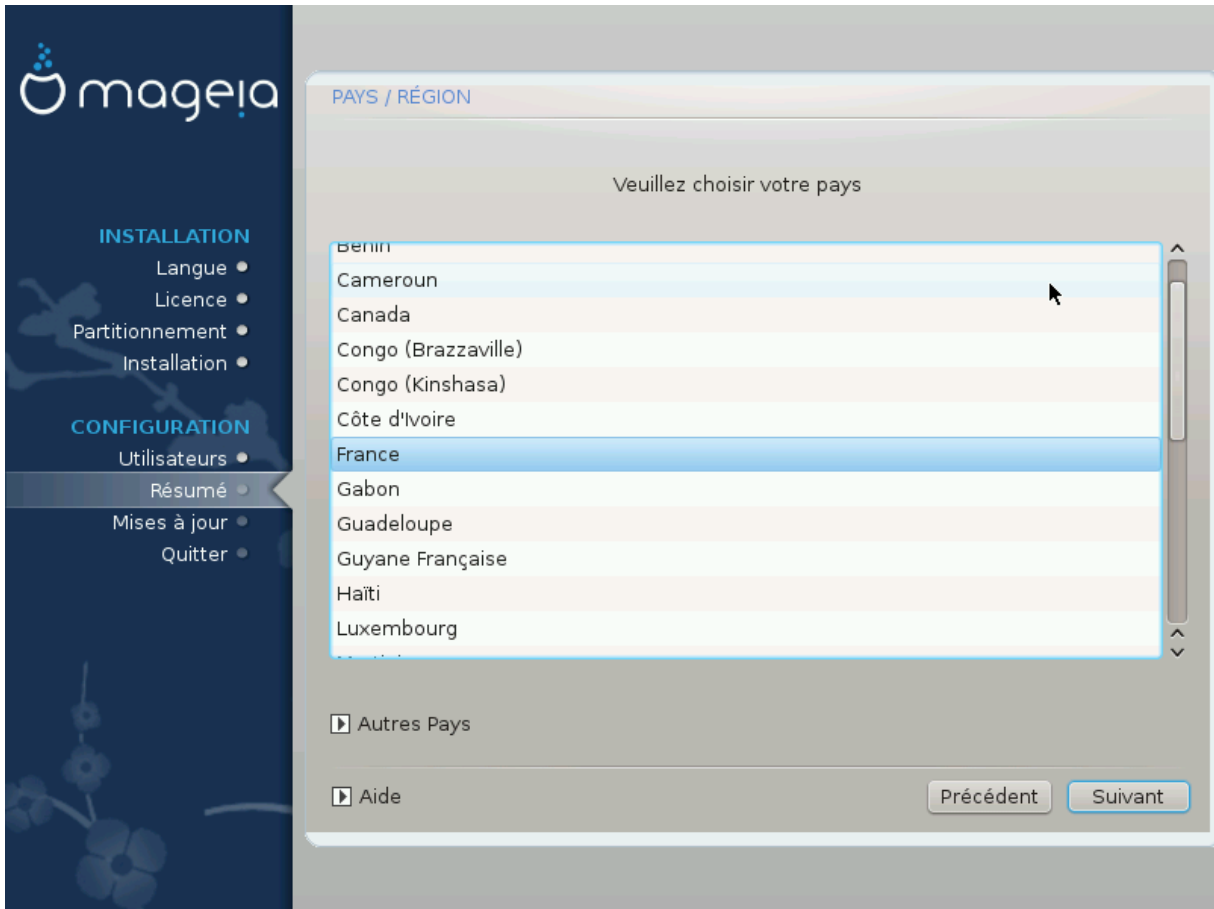 mageia
INSTALLATION
Langue
Licence
Partitionnement
Installation
CONFIGURATION
Utilisateurs
Résumé
Mises à jour
Quitter
PAYS / RÉGION
Veuillez choisir votre pays
Bénin
Cameroun
Canada
Congo (Brazzaville)
Congo (Kinshasa)
Côte d'Ivoire
France
Gabon
Guadeloupe
Guyane Française
Haïti
Luxembourg
Autres Pays
Aide
Précédent
Suivant